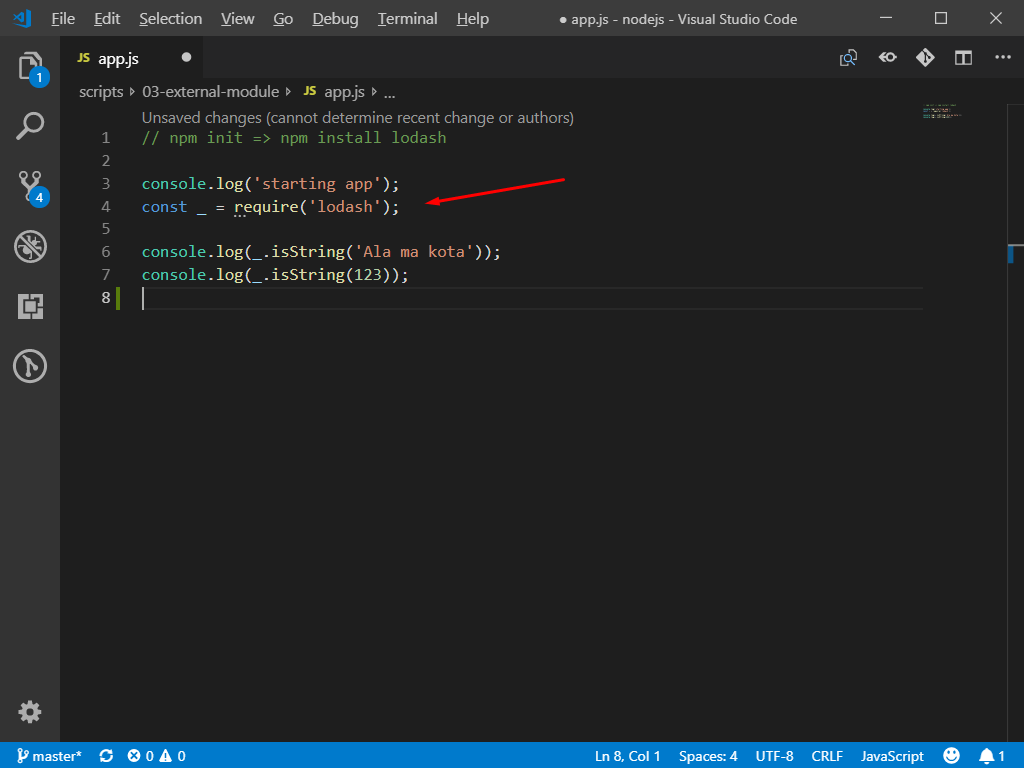 File Edit Selection View Go Debug Terminal Help ● app.js - nodejs - Visual Studio Code
JS app.js ●
1
scripts 03-external-module JS app.js ...
Unsaved changes (cannot determine recent change or authors)
1 // npm init => npm install lodash
2
3 console.log('starting app');
4 const _ = require('lodash');
5
6 console.log(_.isString('Ala ma kota'));
7 console.log(_.isString(123));
8
4
master* 0 0 Ln 8, Col 1 Spaces: 4 UTF-8 CRLF JavaScript 1